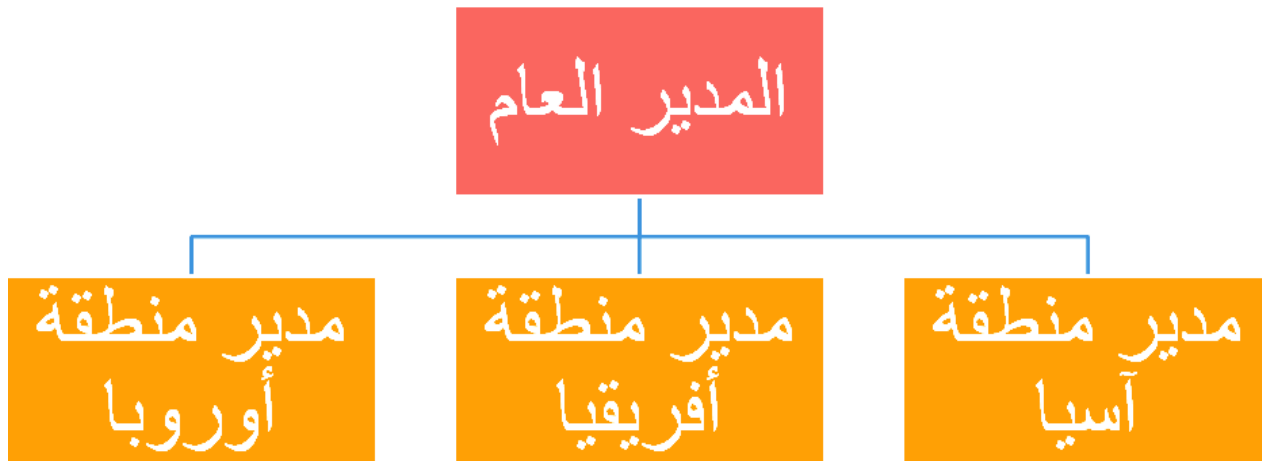 المدير العام
مدير منطقة
آسيا
مدير منطقة
أفريقيا
مدير منطقة
أوروبا